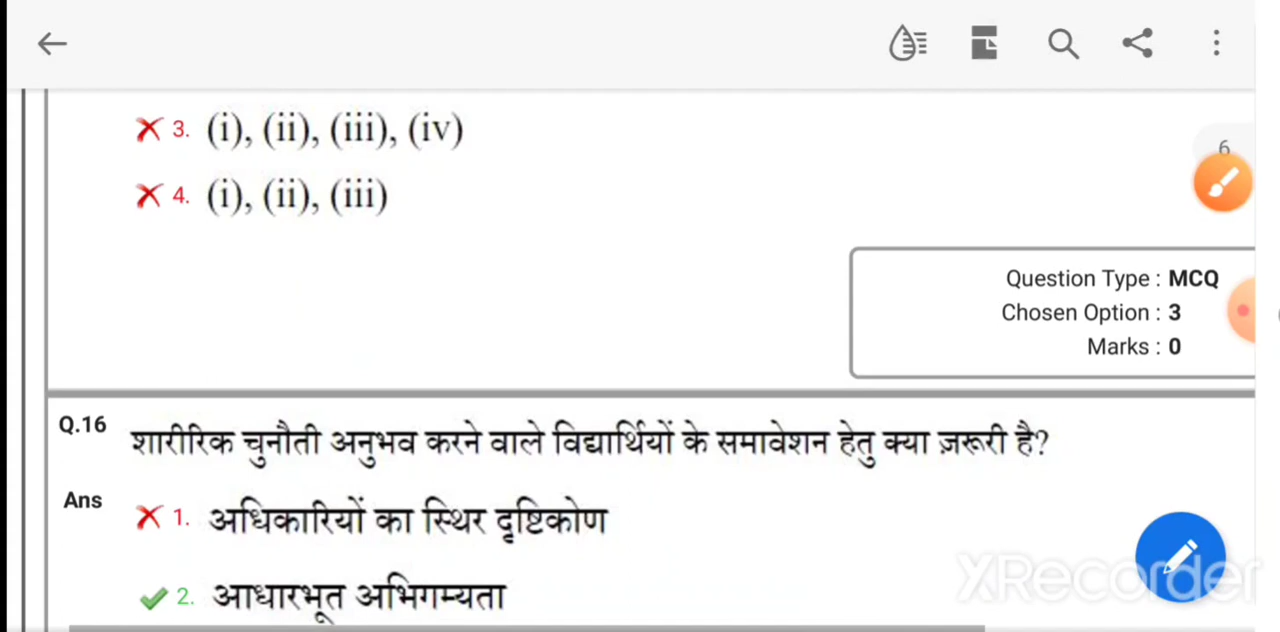 3. (i), (ii), (iii), (iv)
6
4. (i), (ii), (iii)
Question Type : MCQ
Chosen Option : 3
Marks : 0
Q.16 शारीरिक चुनौती अनुभव करने वाले विद्यार्थियों के समावेशन हेतु क्या ज़रूरी है?
Ans 1. अधिकारियों का स्थिर दृष्टिकोण
2. आधारभूत अभिगम्यता
XRecorder